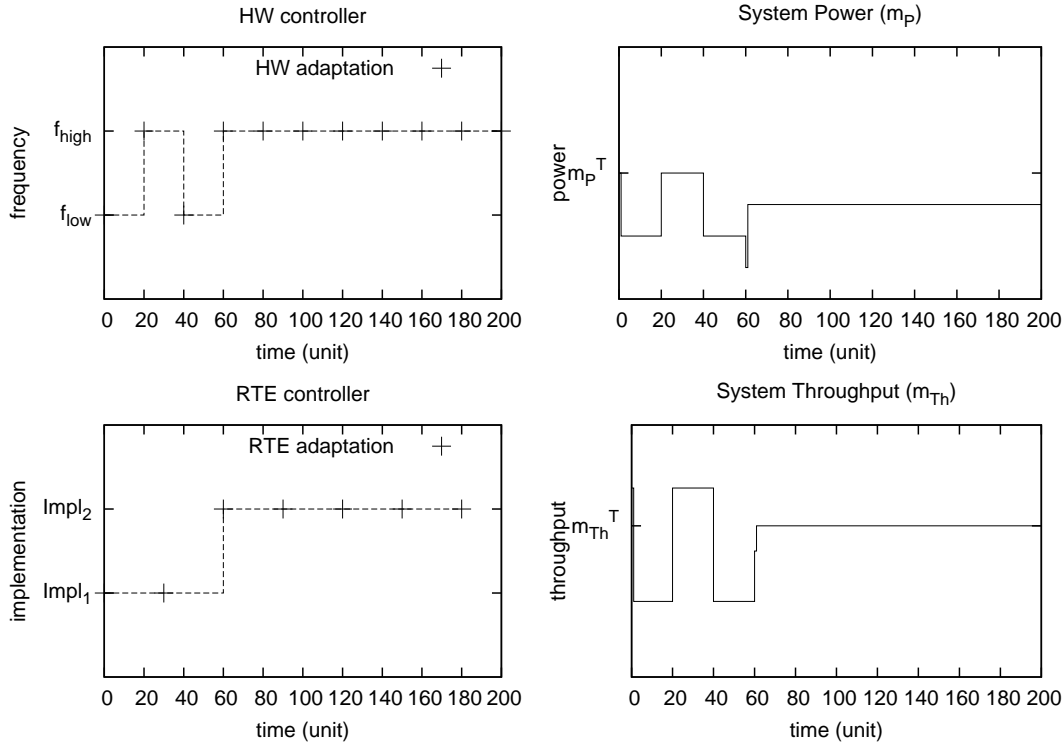 HW controller
HW adaptation
frequency
f_high
f_low
0 20 40 60 80 100 120 140 160 180 200
time (unit)
System Power (m_P)
power
m_P^T
0 20 40 60 80 100 120 140 160 180 200
time (unit)
RTE controller
RTE adaptation
implementation
Impl_2
Impl_1
0 20 40 60 80 100 120 140 160 180 200
time (unit)
System Throughput (m_Th)
throughput
m_Th^T
0 20 40 60 80 100 120 140 160 180 200
time (unit)